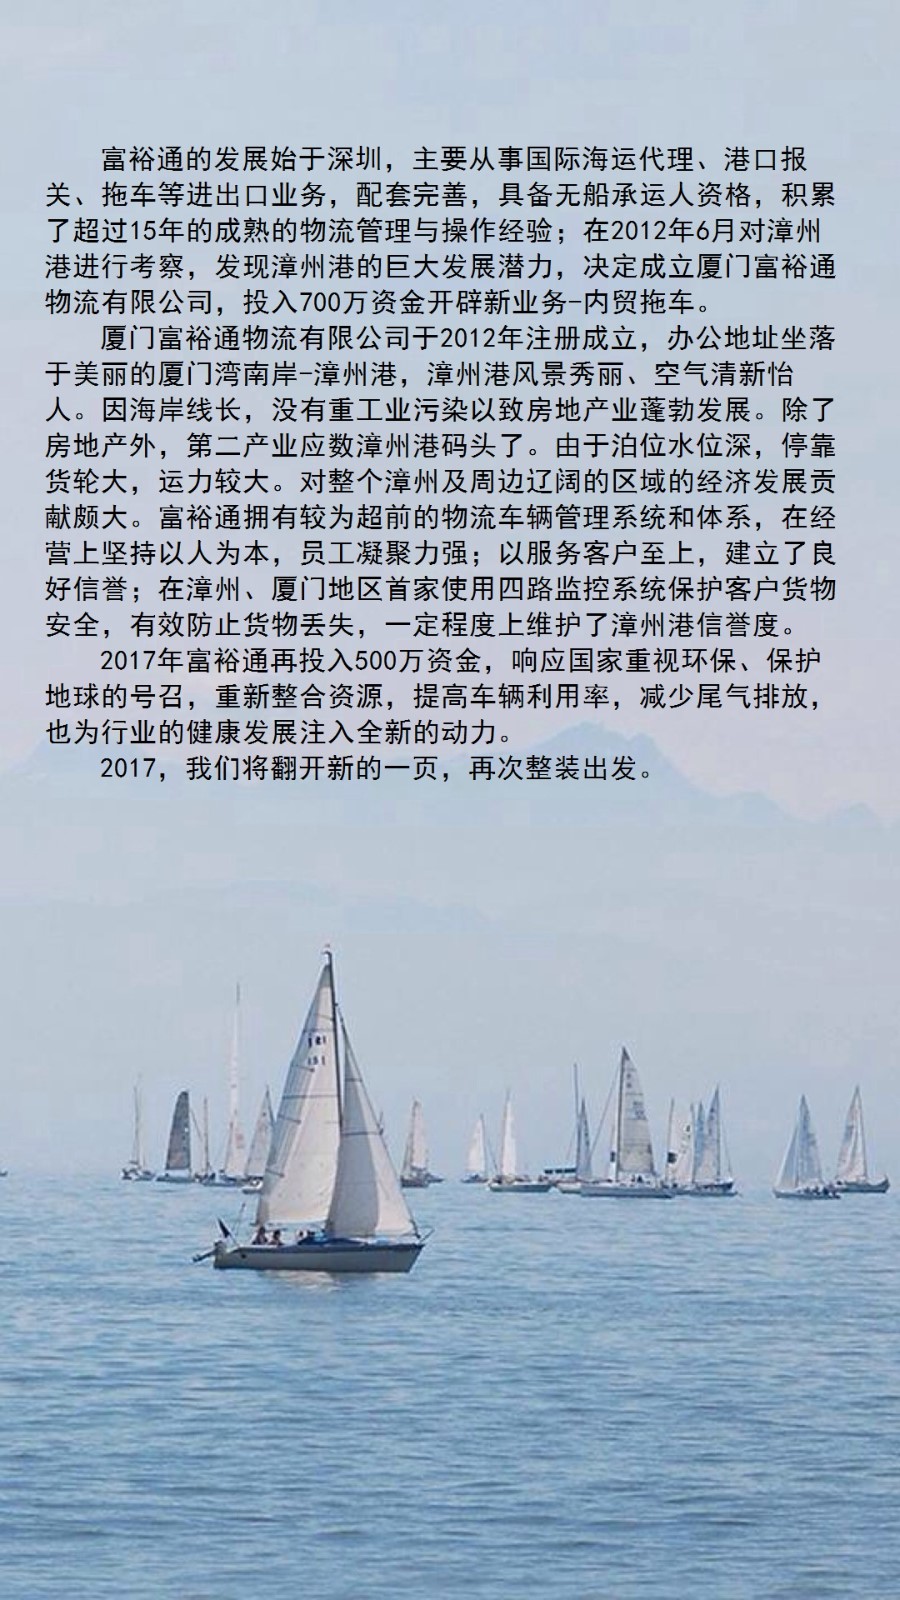 富裕通的发展始于深圳，主要从事国际海运代理、港口报
关、拖车等进出口业务，配套完善，具备无船承运人资格，积累
了超过15年的成熟的物流管理与操作经验；在2012年6月对漳州
港进行考察，发现漳州港的巨大发展潜力，决定成立厦门富裕通
物流有限公司，投入700万资金开辟新业务-内贸拖车。
厦门富裕通物流有限公司于2012年注册成立，办公地址坐落
于美丽的厦门湾南岸-漳州港，漳州港风景秀丽、空气清新怡
人。因海岸线长，没有重工业污染以致房地产业蓬勃发展。除了
房地产外，第二产业应数漳州港码头了。由于泊位水位深，停靠
货轮大，运力较大。对整个漳州及周边辽阔的区域的经济发展贡
献颇大。富裕通拥有较为超前的物流车辆管理系统和体系，在经
营上坚持以人为本，员工凝聚力强；以服务客户至上，建立了良
好信誉；在漳州、厦门地区首家使用四路监控系统保护客户货物
安全，有效防止货物丢失，一定程度上维护了漳州港信誉度。
2017年富裕通再投入500万资金，响应国家重视环保、保护
地球的号召，重新整合资源，提高车辆利用率，减少尾气排放，
也为行业的健康发展注入全新的动力。
2017，我们将翻开新的一页，再次整装出发。